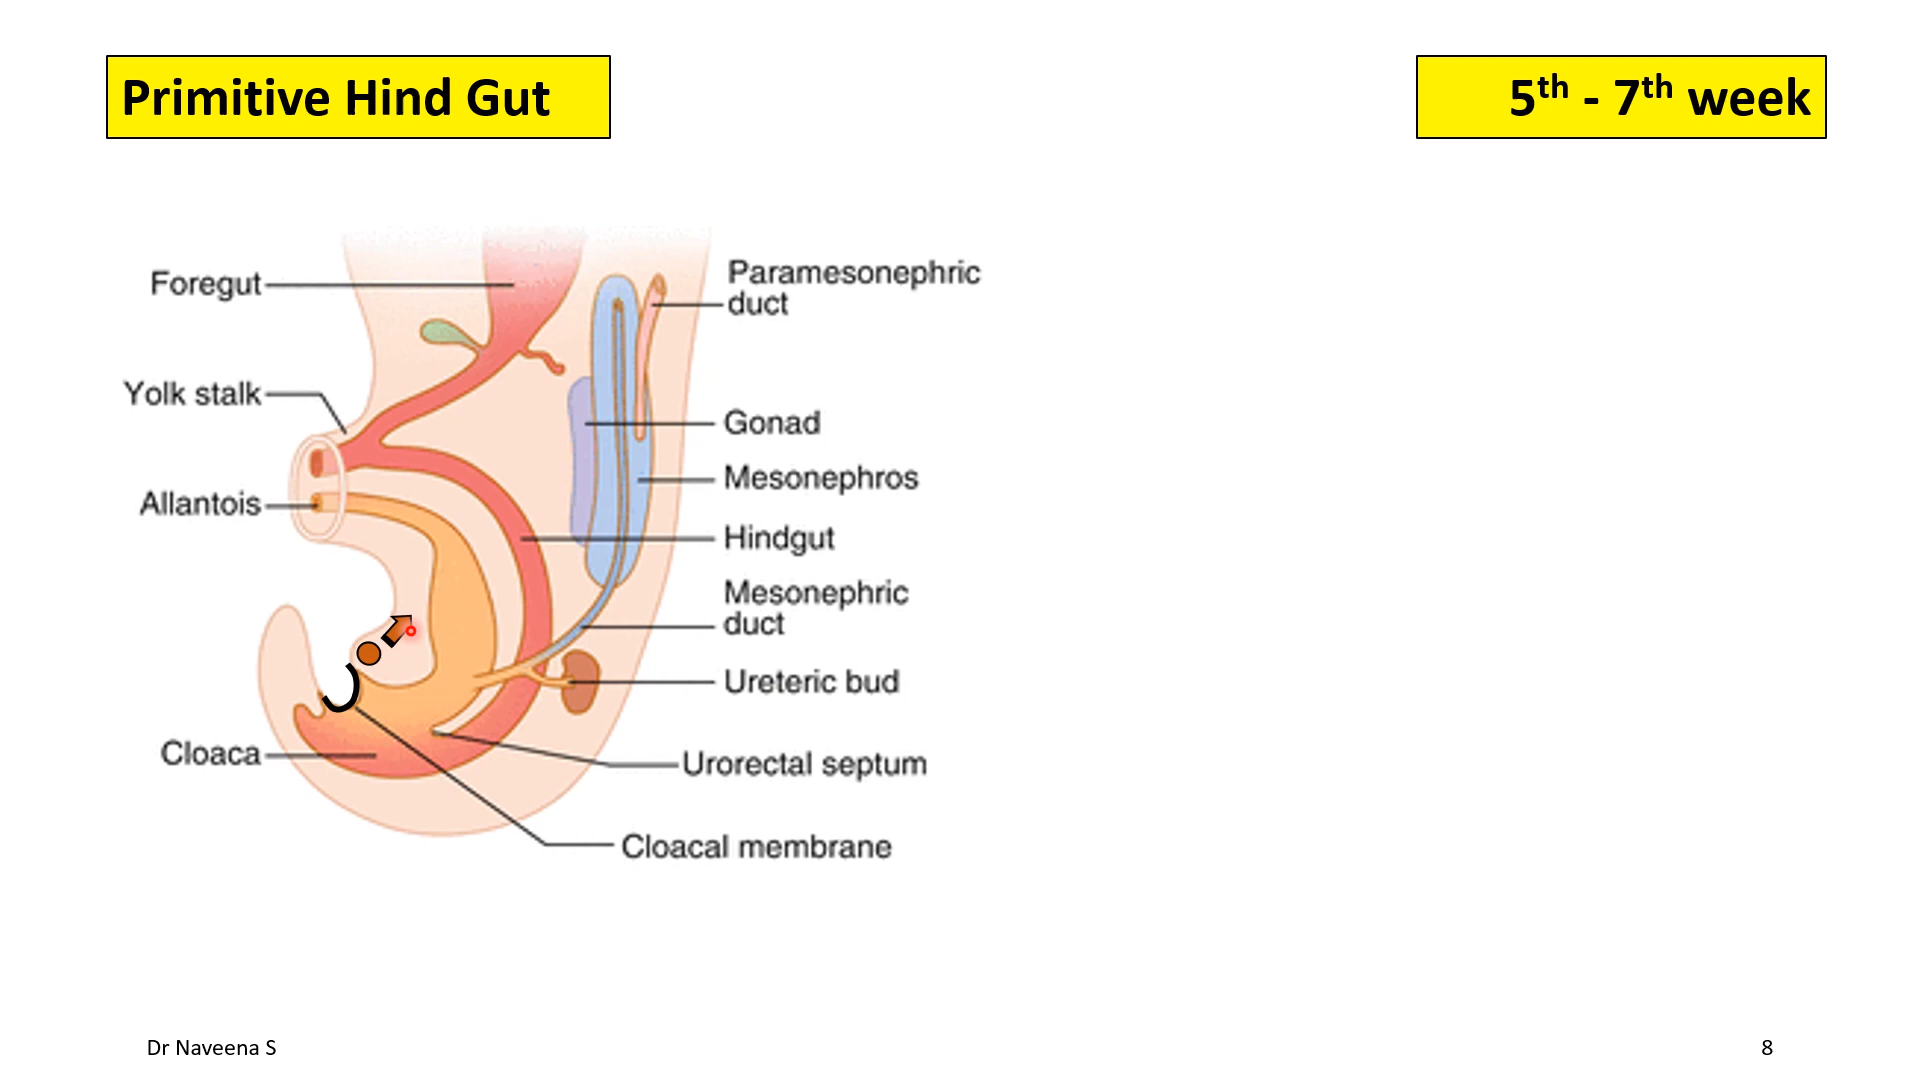 Primitive Hind Gut
5th - 7th week
Foregut
Paramesonephric
duct
Yolk stalk
Gonad
Mesonephros
Allantois
Hindgut
Mesonephric
duct
Ureteric bud
Cloaca
Urorectal septum
Cloacal membrane
Dr Naveena S
8